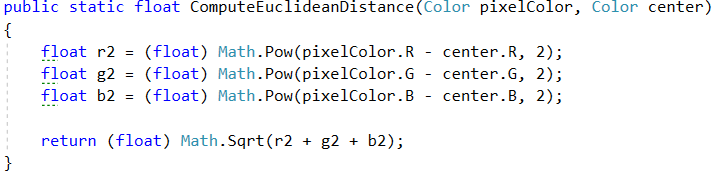 public static float ComputeEuclideanDistance(Color pixelColor, Color center)
{
    float r2 = (float) Math.Pow(pixelColor.R - center.R, 2);
    float g2 = (float) Math.Pow(pixelColor.G - center.G, 2);
    float b2 = (float) Math.Pow(pixelColor.B - center.B, 2);

    return (float) Math.Sqrt(r2 + g2 + b2);
}